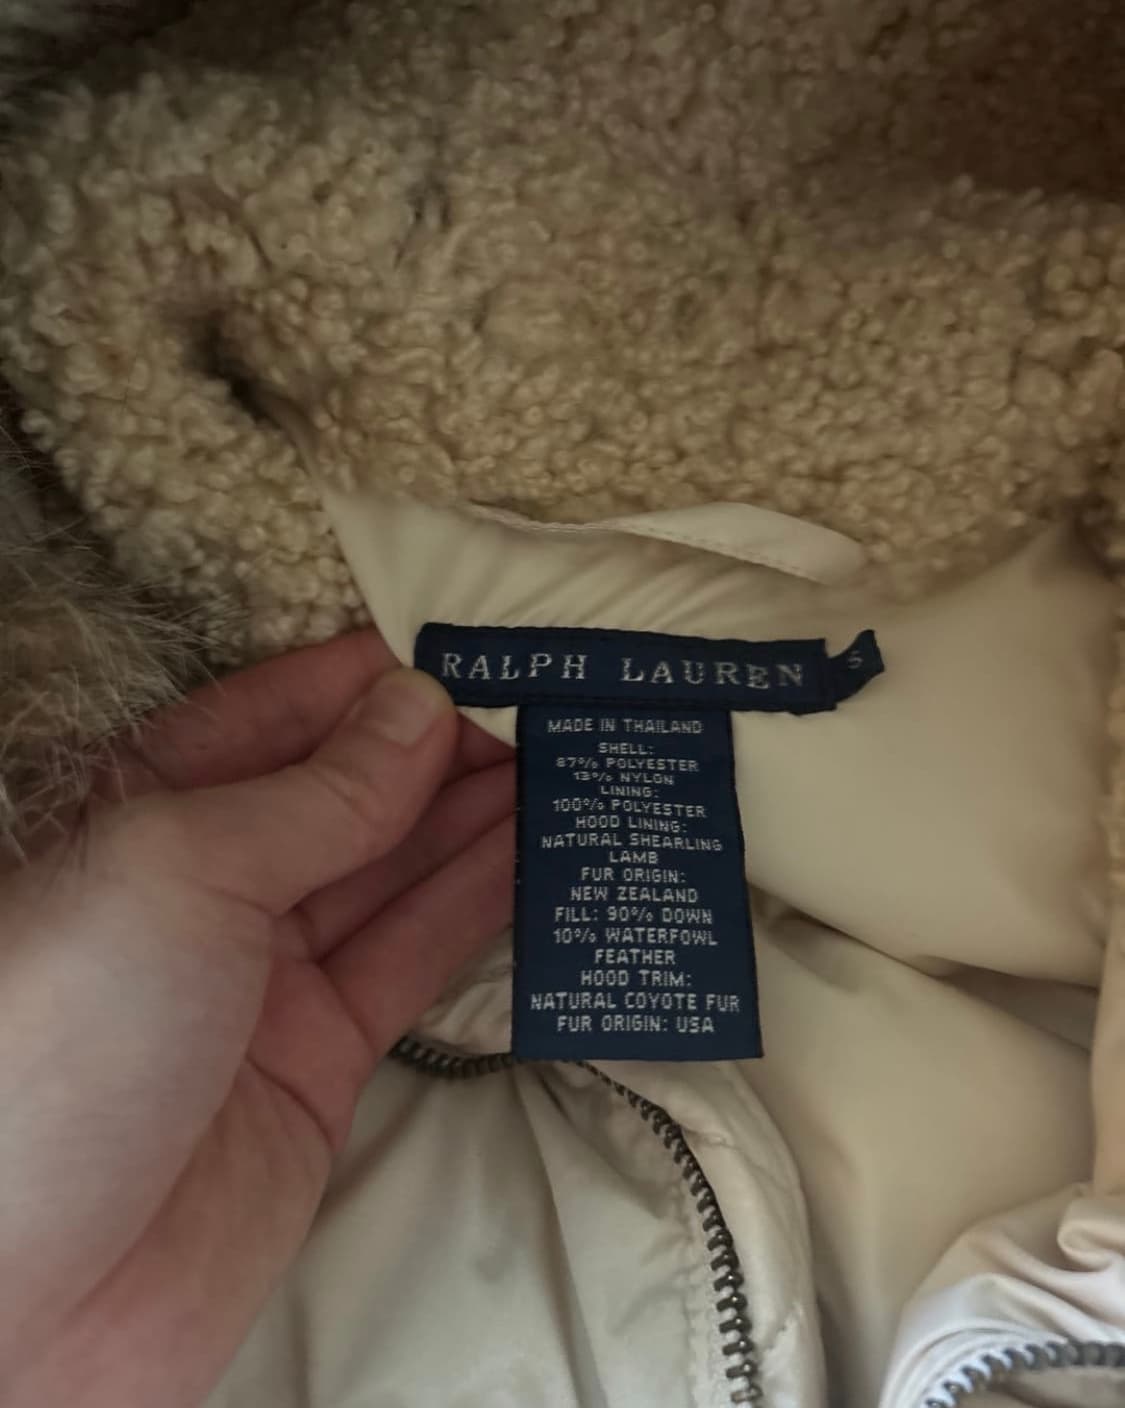 RALPH LAUREN
S
MADE IN THAILAND
SHELL:
87% POLYESTER
13% NYLON
LINING:
100% POLYESTER
HOOD LINING:
NATURAL SHEARLING
LAMB
FUR ORIGIN:
NEW ZEALAND
FILL: 90% DOWN
10% WATERFOWL
FEATHER
HOOD TRIM:
NATURAL COYOTE FUR
FUR ORIGIN: USA